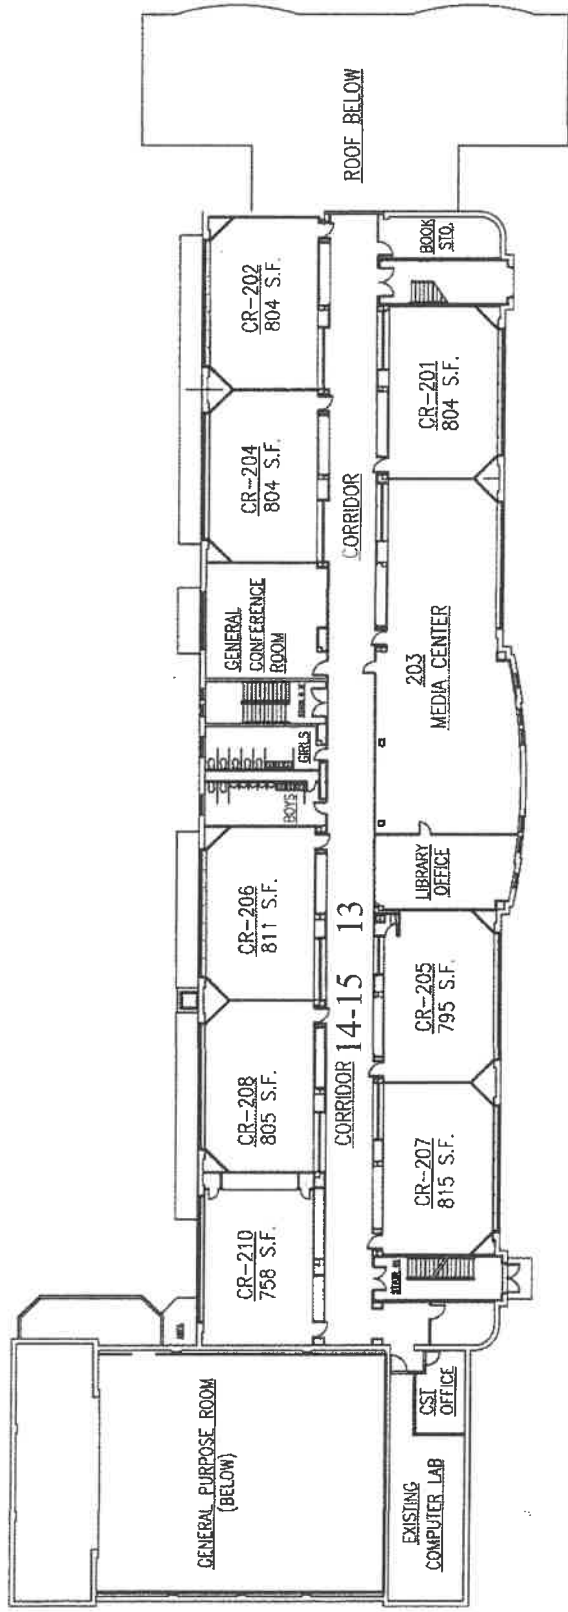 ROOF BELOW
CR-202
804 S.F.
CR-204
804 S.F.
GENERAL
CONFERENCE
ROOM
GIRLS
BOYS
CR-206
811 S.F.
CR-208
805 S.F.
CR-210
758 S.F.
CORRIDOR
13
14-15
CORRIDOR
BOOK
STO.
CR-201
804 S.F.
203
MEDIA CENTER
LIBRARY
OFFICE
CR-205
795 S.F.
CR-207
815 S.F.
GENERAL PURPOSE ROOM
(BELOW)
CST
OFFICE
EXISTING
COMPUTER LAB